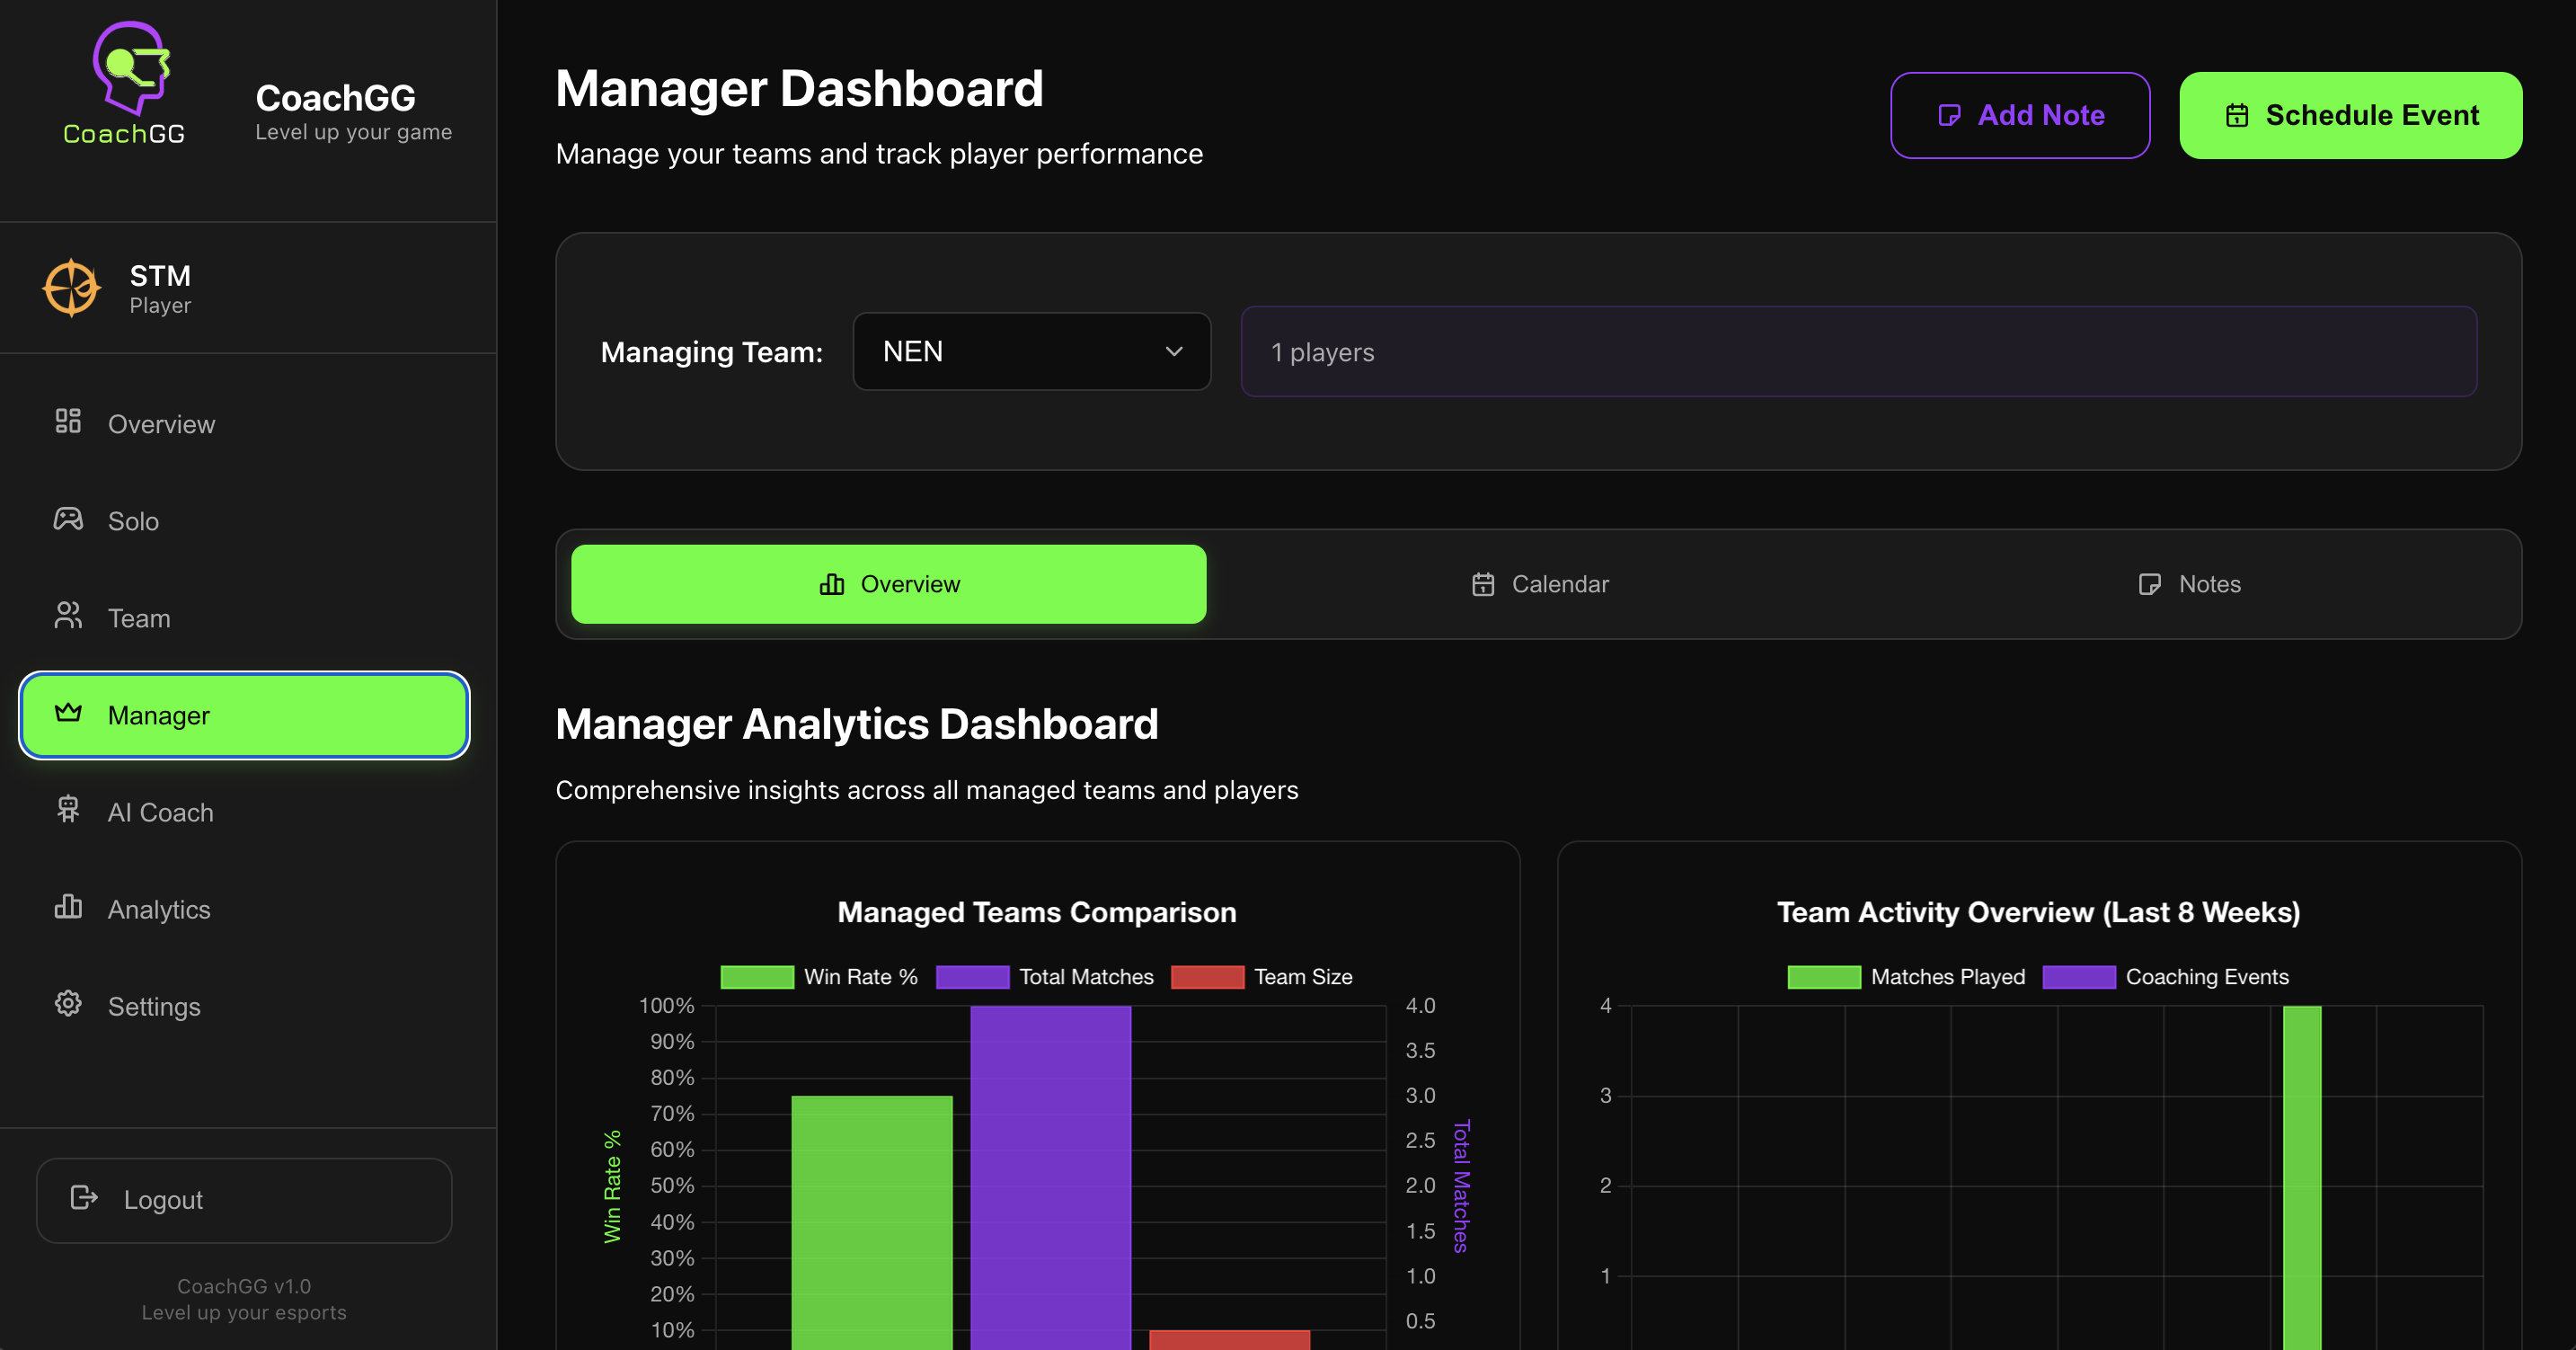 CoachGG
CoachGG
Level up your game
STM
Player
Overview
Solo
Team
Manager
AI Coach
Analytics
Settings
Logout
CoachGG v1.0
Level up your esports
Manager Dashboard
Manage your teams and track player performance
Add Note
Schedule Event
Managing Team:
NEN
1 players
Overview
Calendar
Notes
Manager Analytics Dashboard
Comprehensive insights across all managed teams and players
Managed Teams Comparison
Win Rate % Total Matches Team Size
100%
90%
80%
70%
60%
50%
40%
30%
20%
10%
Win Rate %
4.0
3.5
3.0
2.5
2.0
1.5
1.0
0.5
Total Matches
Team Activity Overview (Last 8 Weeks)
Matches Played Coaching Events
4
3
2
1